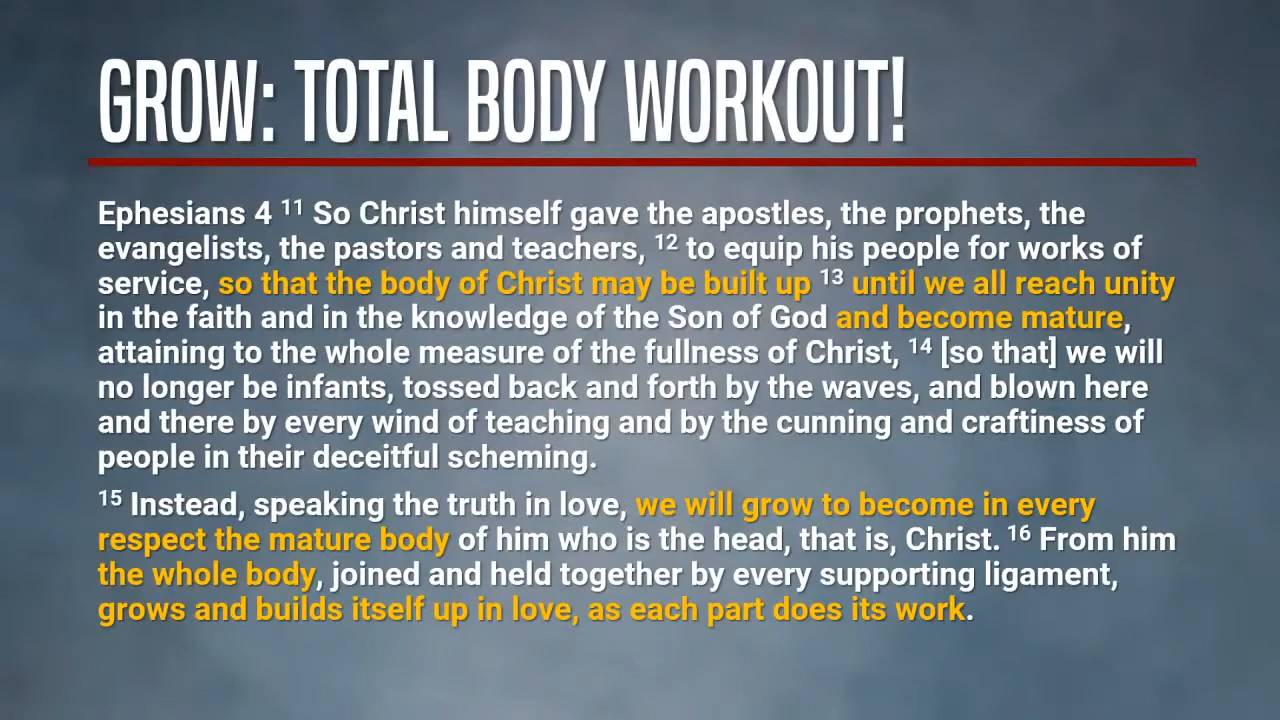 GROW: TOTAL BODY WORKOUT!
Ephesians 4 ¹¹ So Christ himself gave the apostles, the prophets, the
evangelists, the pastors and teachers, ¹² to equip his people for works of
service, so that the body of Christ may be built up ¹³ until we all reach unity
in the faith and in the knowledge of the Son of God and become mature,
attaining to the whole measure of the fullness of Christ, ¹⁴ [so that] we will
no longer be infants, tossed back and forth by the waves, and blown here
and there by every wind of teaching and by the cunning and craftiness of
people in their deceitful scheming.
¹⁵ Instead, speaking the truth in love, we will grow to become in every
respect the mature body of him who is the head, that is, Christ. ¹⁶ From him
the whole body, joined and held together by every supporting ligament,
grows and builds itself up in love, as each part does its work.